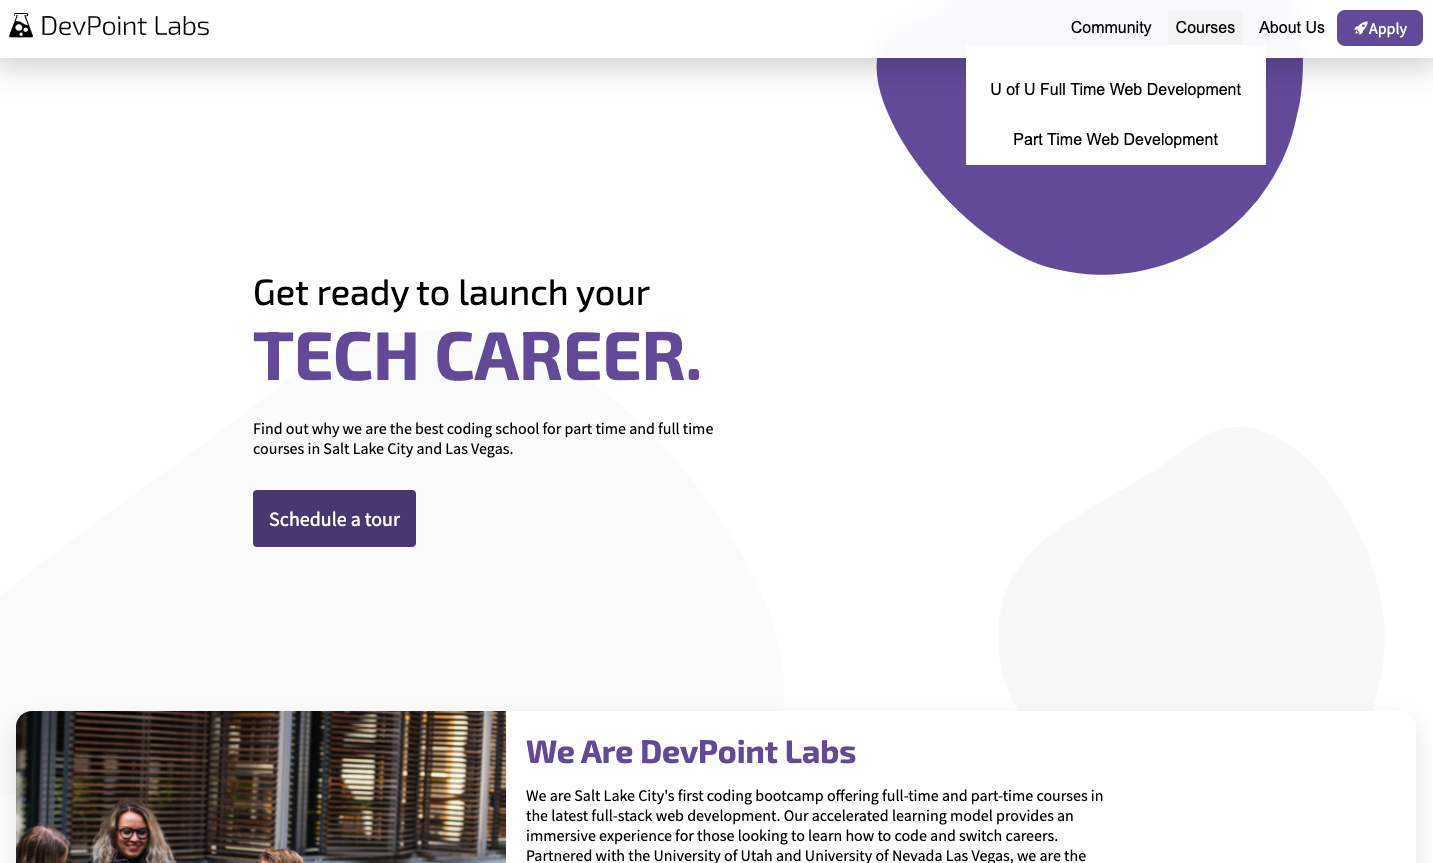 DevPoint Labs
Community Courses About Us Apply
U of U Full Time Web Development
Part Time Web Development
Get ready to launch your
TECH CAREER.
Find out why we are the best coding school for part time and full time
courses in Salt Lake City and Las Vegas.
Schedule a tour
We Are DevPoint Labs
We are Salt Lake City's first coding bootcamp offering full-time and part-time courses in
the latest full-stack web development. Our accelerated learning model provides an
immersive experience for those looking to learn how to code and switch careers.
Partnered with the University of Utah and University of Nevada Las Vegas, we are the